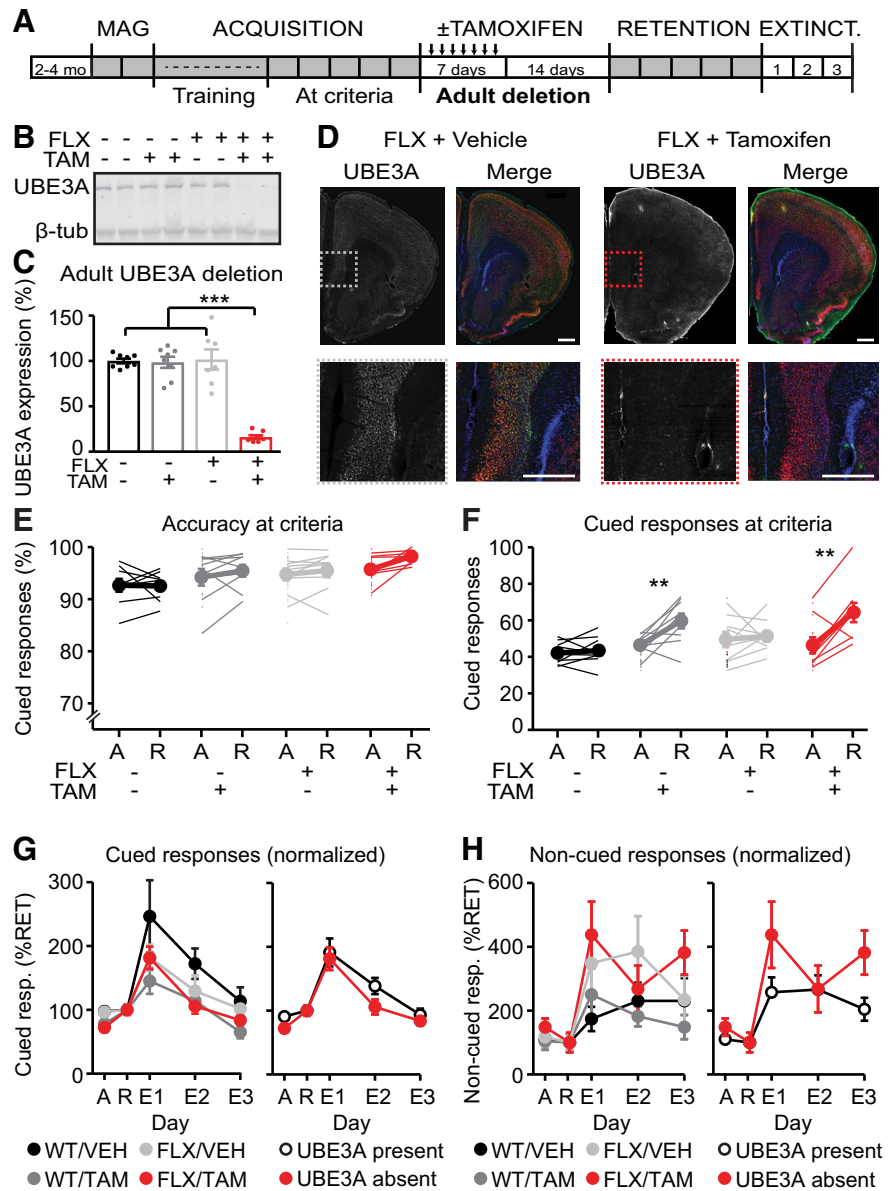 A
MAG ACQUISITION ±TAMOXIFEN RETENTION EXTINCT.
2-4 mo 7 days 14 days 1 2 3
Training At criteria Adult deletion
B
FLX - - - - + + + +
TAM - - + + - - + +
UBE3A
β-tub
C
Adult UBE3A deletion
***
UBE3A expression (%)
150
100
50
0
FLX - - + +
TAM - + - +
D
FLX + Vehicle FLX + Tamoxifen
UBE3A Merge UBE3A Merge
E
Accuracy at criteria
Cued responses (%)
100
90
80
70
A R A R A R A R
FLX - - + +
TAM - + - +
F
Cued responses at criteria
Cued responses
100
80
60
40
20
0
** **
A R A R A R A R
FLX - - + +
TAM - + - +
G
Cued responses (normalized)
Cued resp. (%RET)
300
200
100
0
A R E1 E2 E3 A R E1 E2 E3
Day Day
WT/VEH FLX/VEH UBE3A present
WT/TAM FLX/TAM UBE3A absent
H
Non-cued responses (normalized)
Non-cued resp. (%RET)
600
400
200
0
A R E1 E2 E3 A R E1 E2 E3
Day Day
WT/VEH FLX/VEH UBE3A present
WT/TAM FLX/TAM UBE3A absent